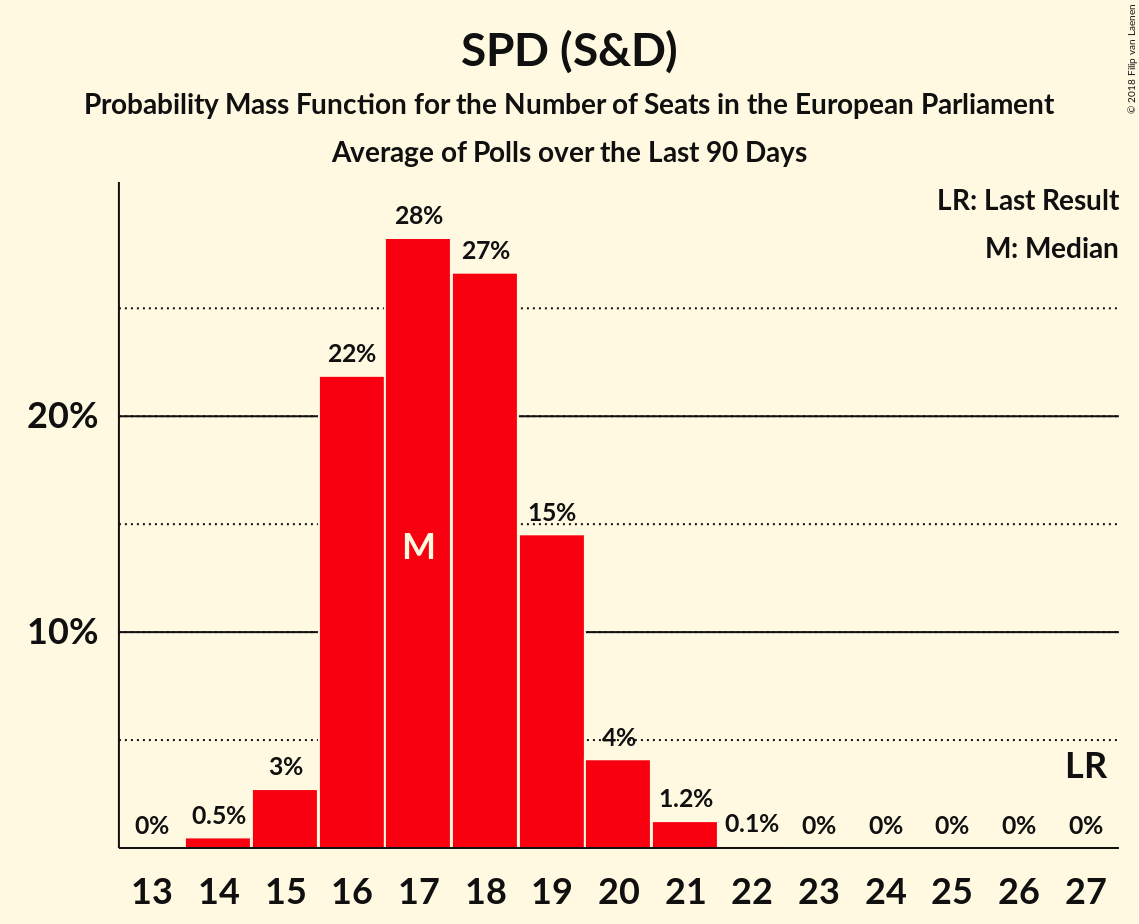 SPD (S&D)
Probability Mass Function for the Number of Seats in the European Parliament
Average of Polls over the Last 90 Days
© 2018 Filip van Laenen
LR: Last Result
M: Median
28%
27%
22%
20%
15%
M
10%
4%
3%
LR
1.2%
0% 0.5% 0.1% 0% 0% 0% 0% 0%
13 14 15 16 17 18 19 20 21 22 23 24 25 26 27